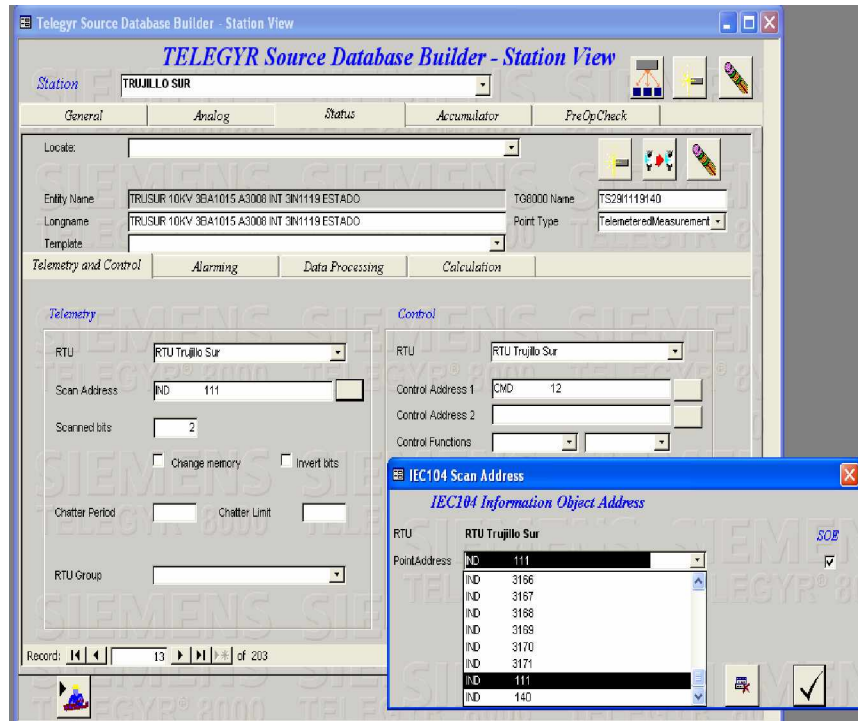 Telegyr Source Database Builder - Station View
TELEGYR Source Database Builder - Station View
Station TRUJILLO SUR
General Analog Status Accumulator PreOpCheck
Locate:
Entity Name TRUSUR 10KV 3BA1015 A3008 INT 3IN1119 ESTADO TG8000 Name TS29I1119140
Longname TRUSUR 10KV 3BA1015 A3008 INT 3IN1119 ESTADO Point Type TelemeteredMeasurement
Template
Telemetry and Control Alarming Data Processing Calculation
Telemetry Control
RTU RTU Trujillo Sur RTU RTU Trujillo Sur
Scan Address IND 111 Control Address 1 CMD 12
Control Address 2
Scanned bits 2
Control Functions
Change memory Invert bits
IEC104 Scan Address
IEC104 Information Object Address
Chatter Period Chatter Limit
RTU RTU Trujillo Sur SOE
PointAddress IND 111
IND 3166
RTU Group
IND 3167
IND 3168
IND 3169
IND 3170
IND 3171
Record: 13 of 203
IND 111
IND 140
SIEMENS
TELEGYR® 8000